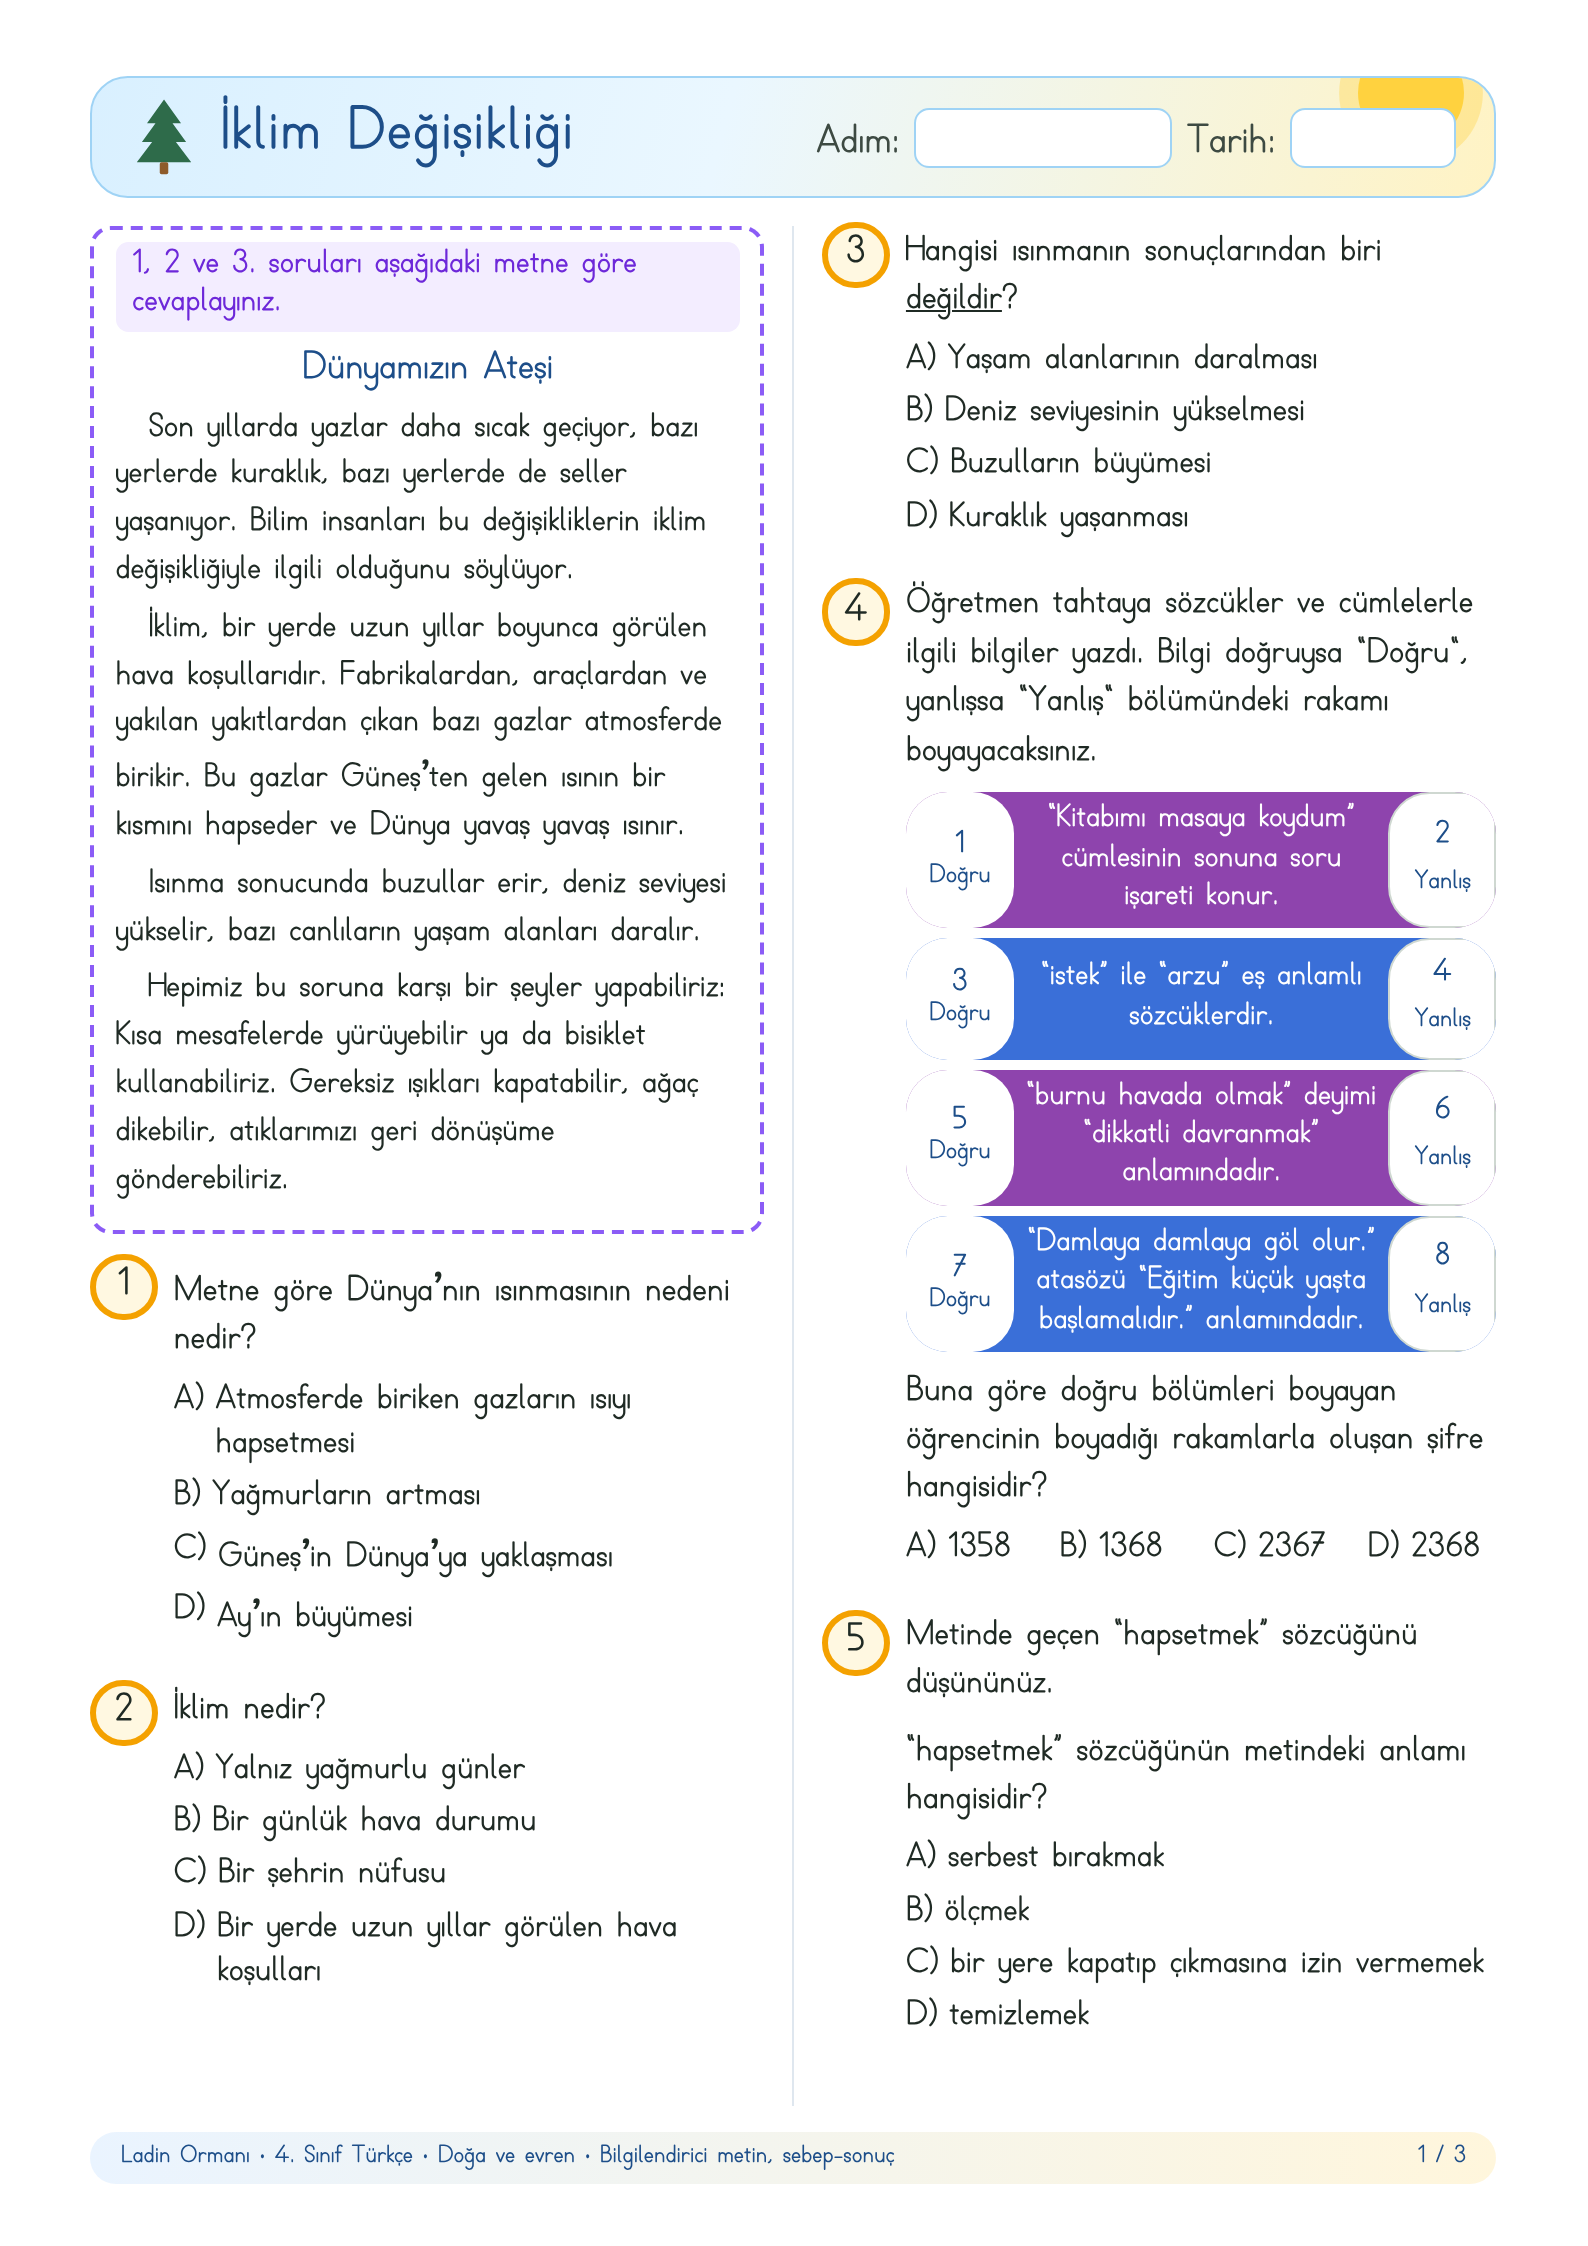 İklim Değişikliği
Adım:
Tarih:
1, 2 ve 3. soruları aşağıdaki metne göre
cevaplayınız.
Dünyamızın Ateşi
Son yıllarda yazlar daha sıcak geçiyor, bazı
yerlerde kuraklık, bazı yerlerde de seller
yaşanıyor. Bilim insanları bu değişikliklerin iklim
değişikliğiyle ilgili olduğunu söylüyor.
İklim, bir yerde uzun yıllar boyunca görülen
hava koşullarıdır. Fabrikalardan, araçlardan ve
yakılan yakıtlardan çıkan bazı gazlar atmosferde
birikir. Bu gazlar Güneş’ten gelen ısının bir
kısmını hapseder ve Dünya yavaş yavaş ısınır.
Isınma sonucunda buzullar erir, deniz seviyesi
yükselir, bazı canlıların yaşam alanları daralır.
Hepimiz bu soruna karşı bir şeyler yapabiliriz:
Kısa mesafelerde yürüyebilir ya da bisiklet
kullanabiliriz. Gereksiz ışıkları kapatabilir, ağaç
dikebilir, atıklarımızı geri dönüşüme
gönderebiliriz.
1
Metne göre Dünya’nın ısınmasının nedeni
nedir?
A) Atmosferde biriken gazların ısıyı
hapsetmesi
B) Yağmurların artması
C) Güneş’in Dünya’ya yaklaşması
D) Ay’ın büyümesi
2
İklim nedir?
A) Yalnız yağmurlu günler
B) Bir günlük hava durumu
C) Bir şehrin nüfusu
D) Bir yerde uzun yıllar görülen hava
koşulları
3
Hangisi ısınmanın sonuçlarından biri
değildir?
A) Yaşam alanlarının daralması
B) Deniz seviyesinin yükselmesi
C) Buzulların büyümesi
D) Kuraklık yaşanması
4
Öğretmen tahtaya sözcükler ve cümlelerle
ilgili bilgiler yazdı. Bilgi doğruysa “Doğru“,
yanlışsa “Yanlış“ bölümündeki rakamı
boyayacaksınız.
1
Doğru
“Kitabımı masaya koydum”
cümlesinin sonuna soru
işareti konur.
2
Yanlış
3
Doğru
“istek” ile “arzu” eş anlamlı
sözcüklerdir.
4
Yanlış
5
Doğru
“burnu havada olmak” deyimi
“dikkatli davranmak”
anlamındadır.
6
Yanlış
7
Doğru
“Damlaya damlaya göl olur.”
atasözü “Eğitim küçük yaşta
başlamalıdır.” anlamındadır.
8
Yanlış
Buna göre doğru bölümleri boyayan
öğrencinin boyadığı rakamlarla oluşan şifre
hangisidir?
A) 1358 B) 1368 C) 2367 D) 2368
5
Metinde geçen “hapsetmek” sözcüğünü
düşününüz.
“hapsetmek” sözcüğünün metindeki anlamı
hangisidir?
A) serbest bırakmak
B) ölçmek
C) bir yere kapatıp çıkmasına izin vermemek
D) temizlemek
Ladin Ormanı • 4. Sınıf Türkçe • Doğa ve evren • Bilgilendirici metin, sebep-sonuç
1 / 3